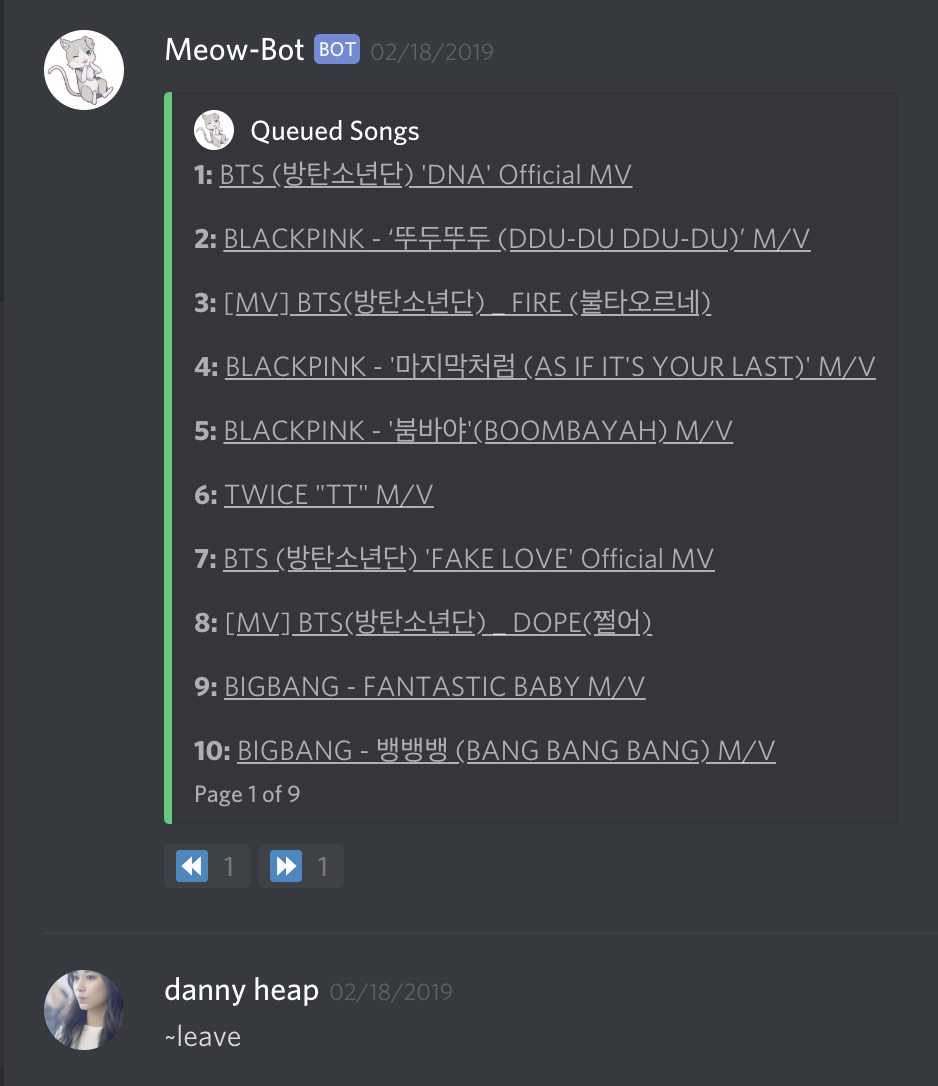 Meow-Bot BOT 02/18/2019
Queued Songs
1: BTS (방탄소년단) 'DNA' Official MV
2: BLACKPINK - ‘뚜두뚜두 (DDU-DU DDU-DU)’ M/V
3: [MV] BTS(방탄소년단) _ FIRE (불타오르네)
4: BLACKPINK - '마지막처럼 (AS IF IT'S YOUR LAST)' M/V
5: BLACKPINK - '붐바야'(BOOMBAYAH) M/V
6: TWICE "TT" M/V
7: BTS (방탄소년단) 'FAKE LOVE' Official MV
8: [MV] BTS(방탄소년단) _ DOPE(쩔어)
9: BIGBANG - FANTASTIC BABY M/V
10: BIGBANG - 뱅뱅뱅 (BANG BANG BANG) M/V
Page 1 of 9
1 1
danny heap 02/18/2019
~leave